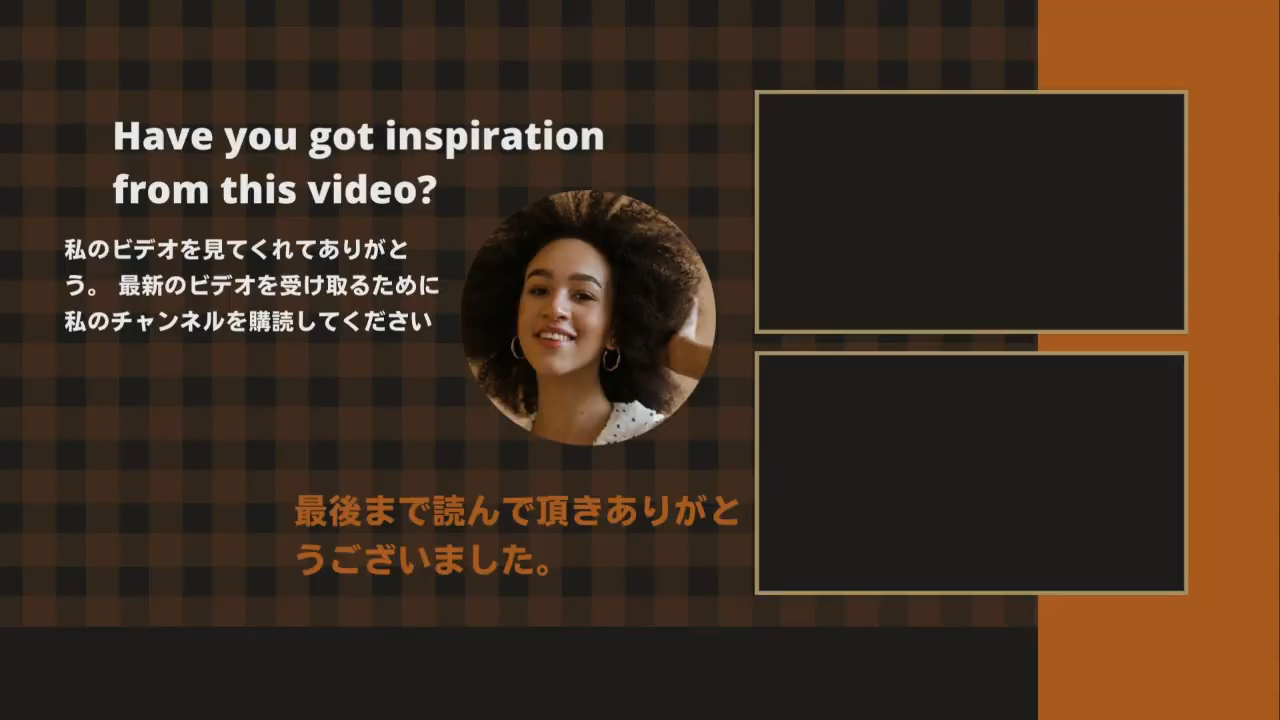 Have you got inspiration
from this video?
私のビデオを見てくれてありがと
う。 最新のビデオを受け取るために
私のチャンネルを購読してください
最後まで読んで頂きありがと
うございました。